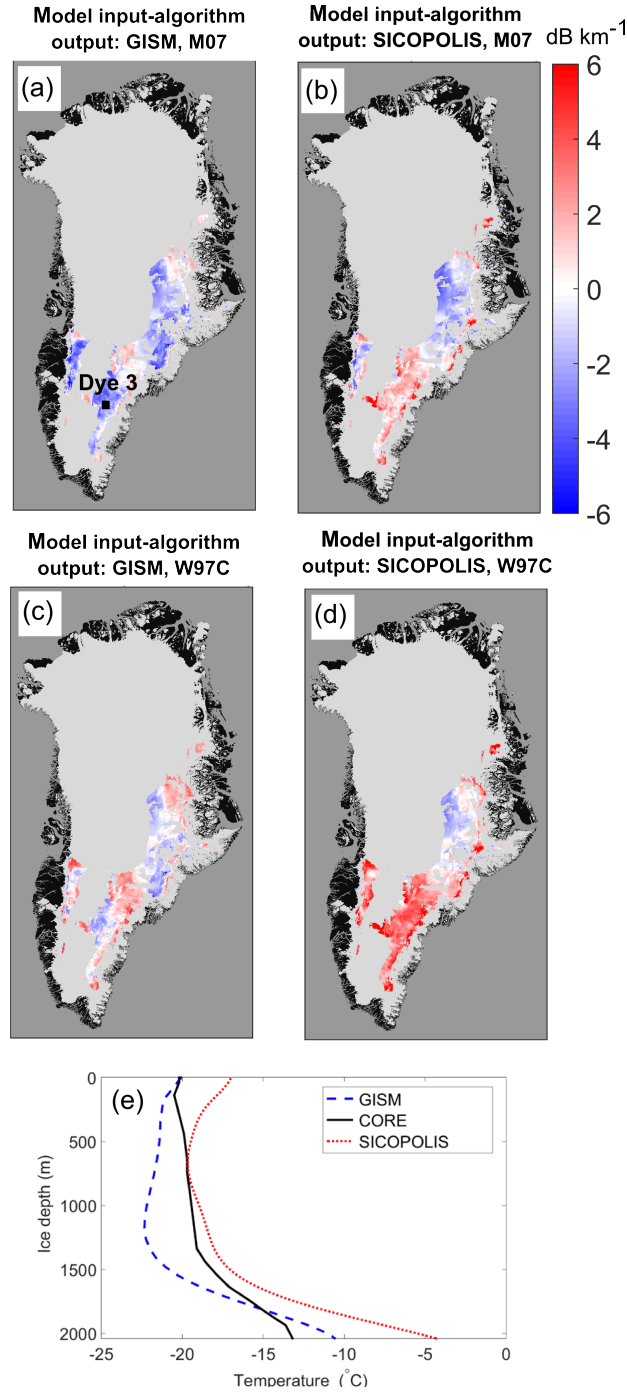 Model input-algorithm
output: GISM, M07
Model input-algorithm
output: SICOPOLIS, M07
dB km-1
(a)
Dye 3
(b)
6
4
2
0
-2
-4
-6
Model input-algorithm
output: GISM, W97C
Model input-algorithm
output: SICOPOLIS, W97C
(c)
(d)
(e)
GISM
CORE
SICOPOLIS
0
500
1000
1500
2000
Ice depth (m)
-25
-20
-15
-10
-5
0
Temperature (°C)